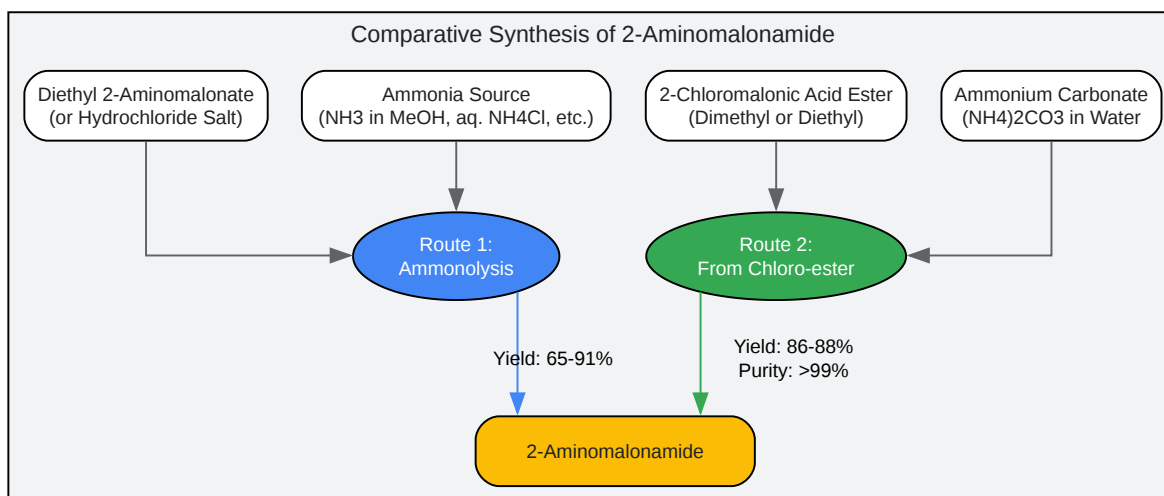 Comparative Synthesis of 2-Aminomalonamide
Diethyl 2-Aminomalonate
(or Hydrochloride Salt)
Ammonia Source
(NH3 in MeOH, aq. NH4Cl, etc.)
2-Chloromalonic Acid Ester
(Dimethyl or Diethyl)
Ammonium Carbonate
(NH4)2CO3 in Water
Route 1:
Ammonolysis
Route 2:
From Chloro-ester
Yield: 65-91%
Yield: 86-88%
Purity: >99%
2-Aminomalonamide